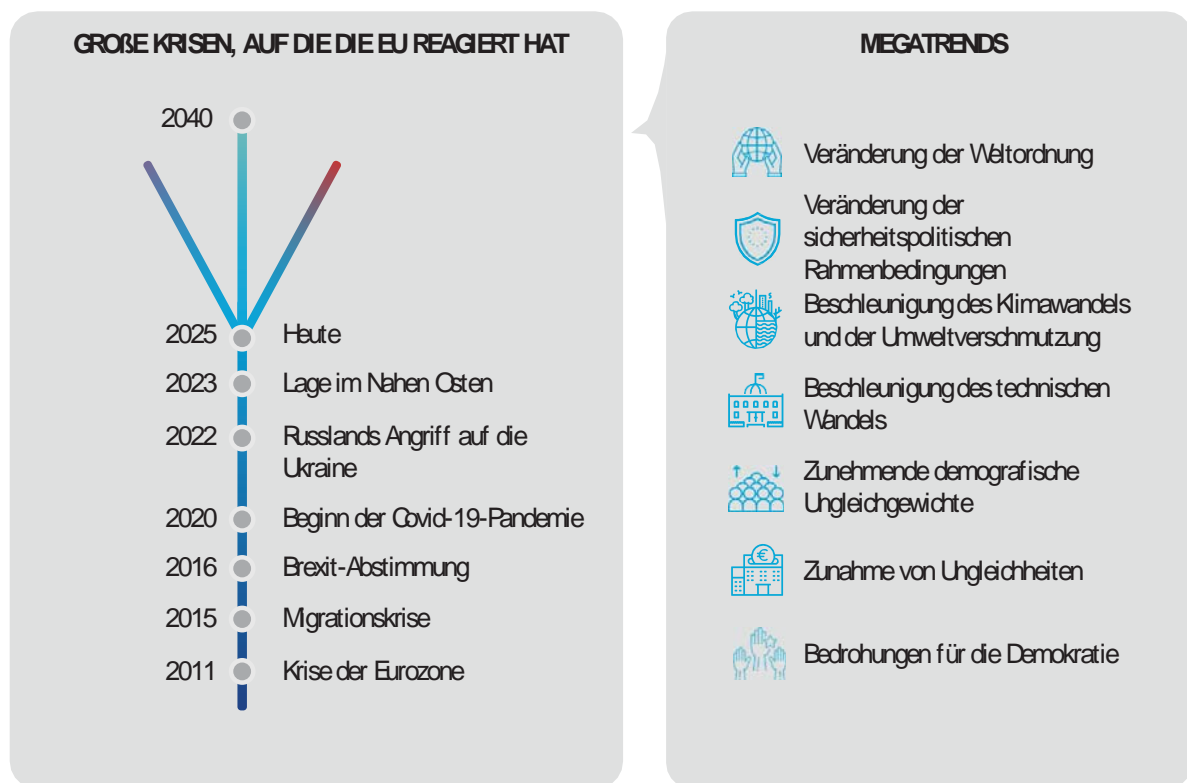 GROẞE KRISEN, AUF DIE DIE EU REAGIERT HAT
2040
2025 Heute
2023 Lage im Nahen Osten
2022 Russlands Angriff auf die
Ukraine
2020 Beginn der Covid-19-Pandemie
2016 Brexit-Abstimmung
2015 Migrationskrise
2011 Krise der Eurozone
MEGATRENDS
Veränderung der Weltordnung
Veränderung der
sicherheitspolitischen
Rahmenbedingungen
Beschleunigung des Klimawandels
und der Umweltverschmutzung
Beschleunigung des technischen
Wandels
Zunehmende demografische
Ungleichgewichte
€
Zunahme von Ungleichheiten
Bedrohungen für die Demokratie